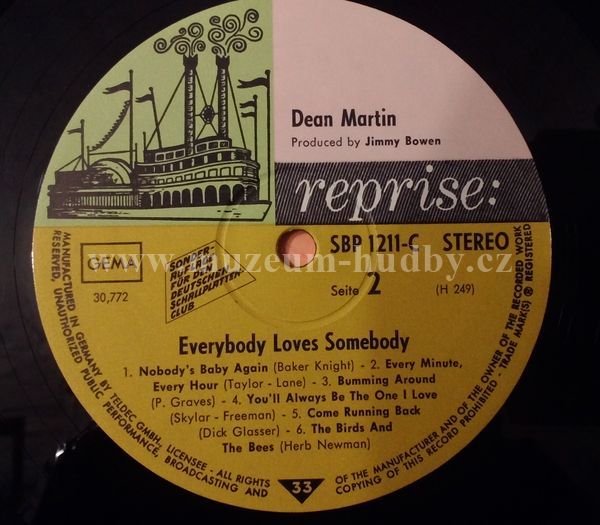 Dean Martin
Produced by Jimmy Bowen
reprise:
GEMA
30,772
SONDER-
AUFLAGE
FÜR DEN
DEUTSCHEN
SCHALLPLATTEN
CLUB
SBP 1211-C STEREO
Seite 2 (H 249)
www.muzeum-hudby.cz
Everybody Loves Somebody
1. Nobody's Baby Again (Baker Knight) - 2. Every Minute,
Every Hour (Taylor - Lane) - 3. Bumming Around
(P. Graves) - 4. You'll Always Be The One I Love
(Skylar - Freeman) - 5. Come Running Back
(Dick Glasser) - 6. The Birds And
The Bees (Herb Newman)
33
MANUFACTURED IN GERMANY BY TELDEC GMBH., LICENSEE - ALL RIGHTS
RESERVED, UNAUTHORIZED PUBLIC PERFORMANCE, BROADCASTING AND
OF THE MANUFACTURER AND OF THE OWNER OF THE RECORDED WORK
COPYING OF THIS RECORD PROHIBITED - TRADE MARK(S) ® REGISTERED